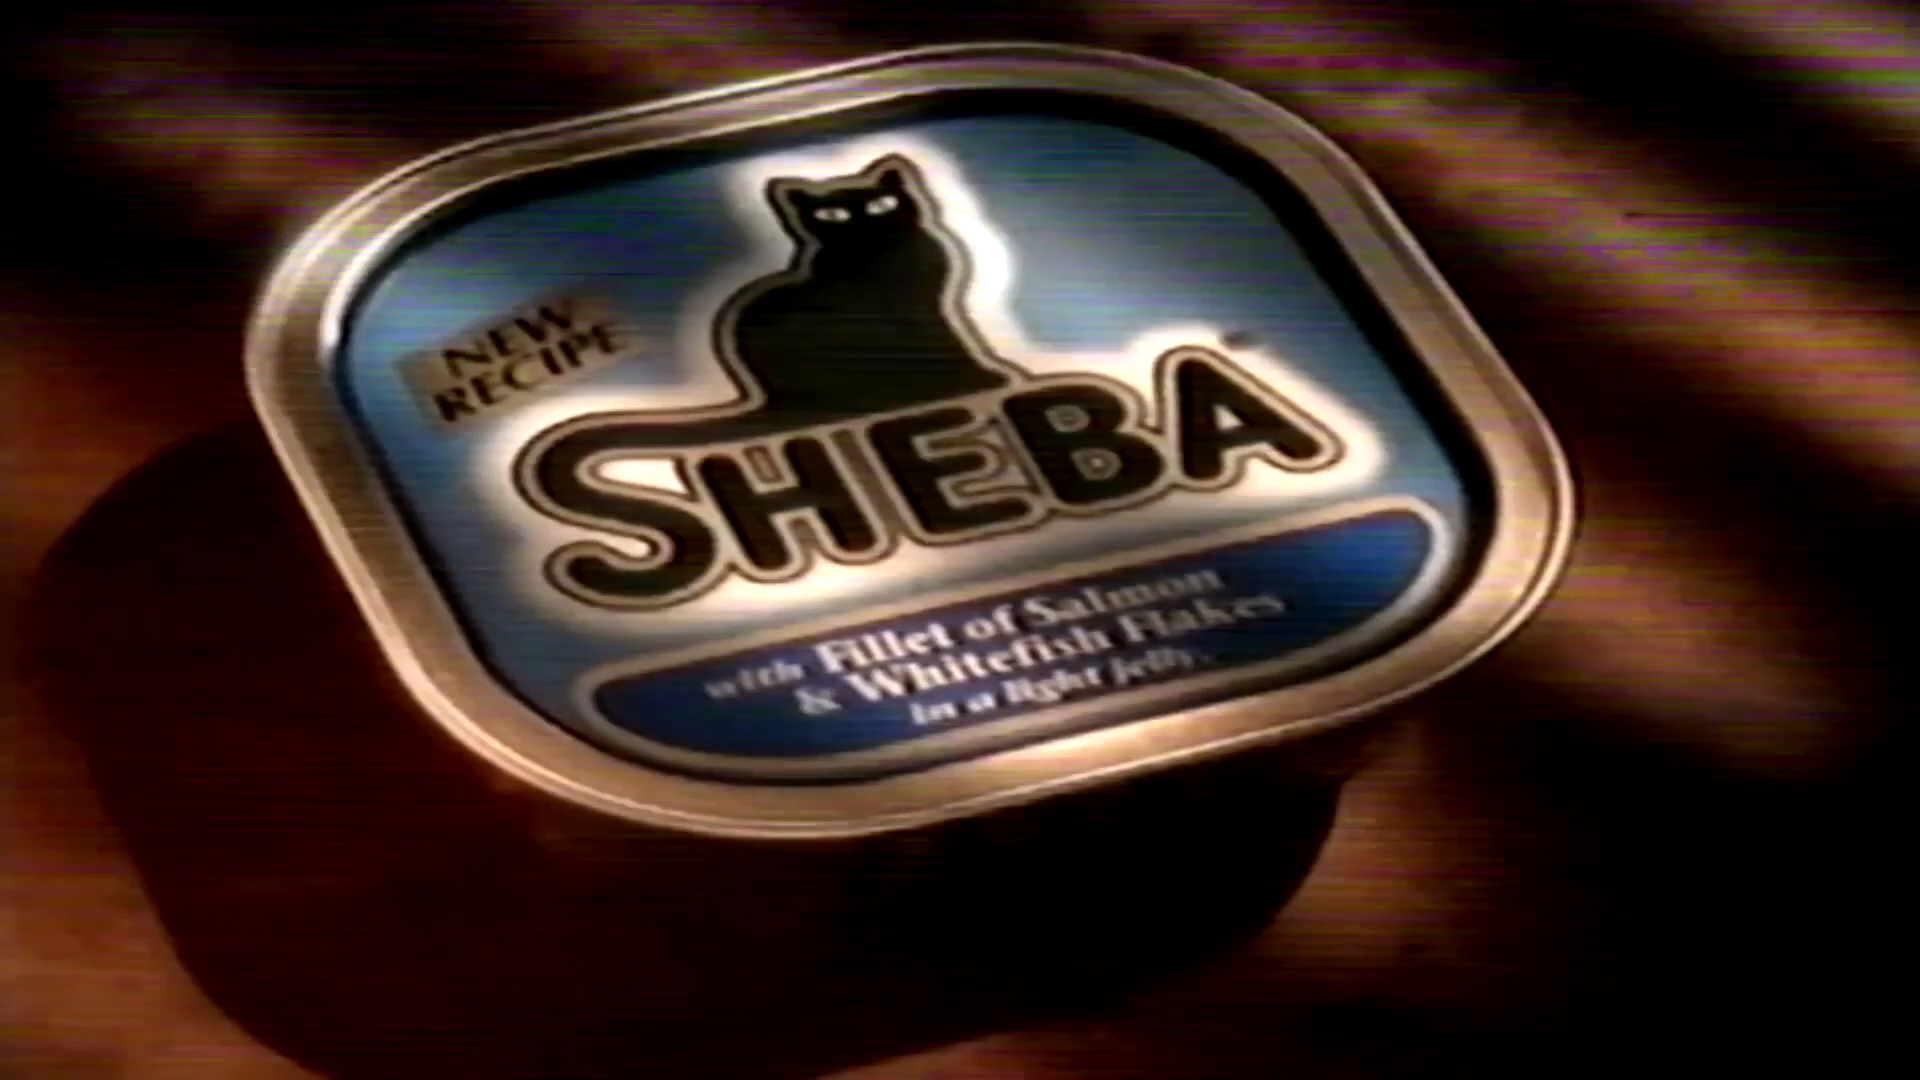 NEW
RECIPE
SHEBA
with Fillet of Salmon
& Whitefish Flakes
in a light jelly.